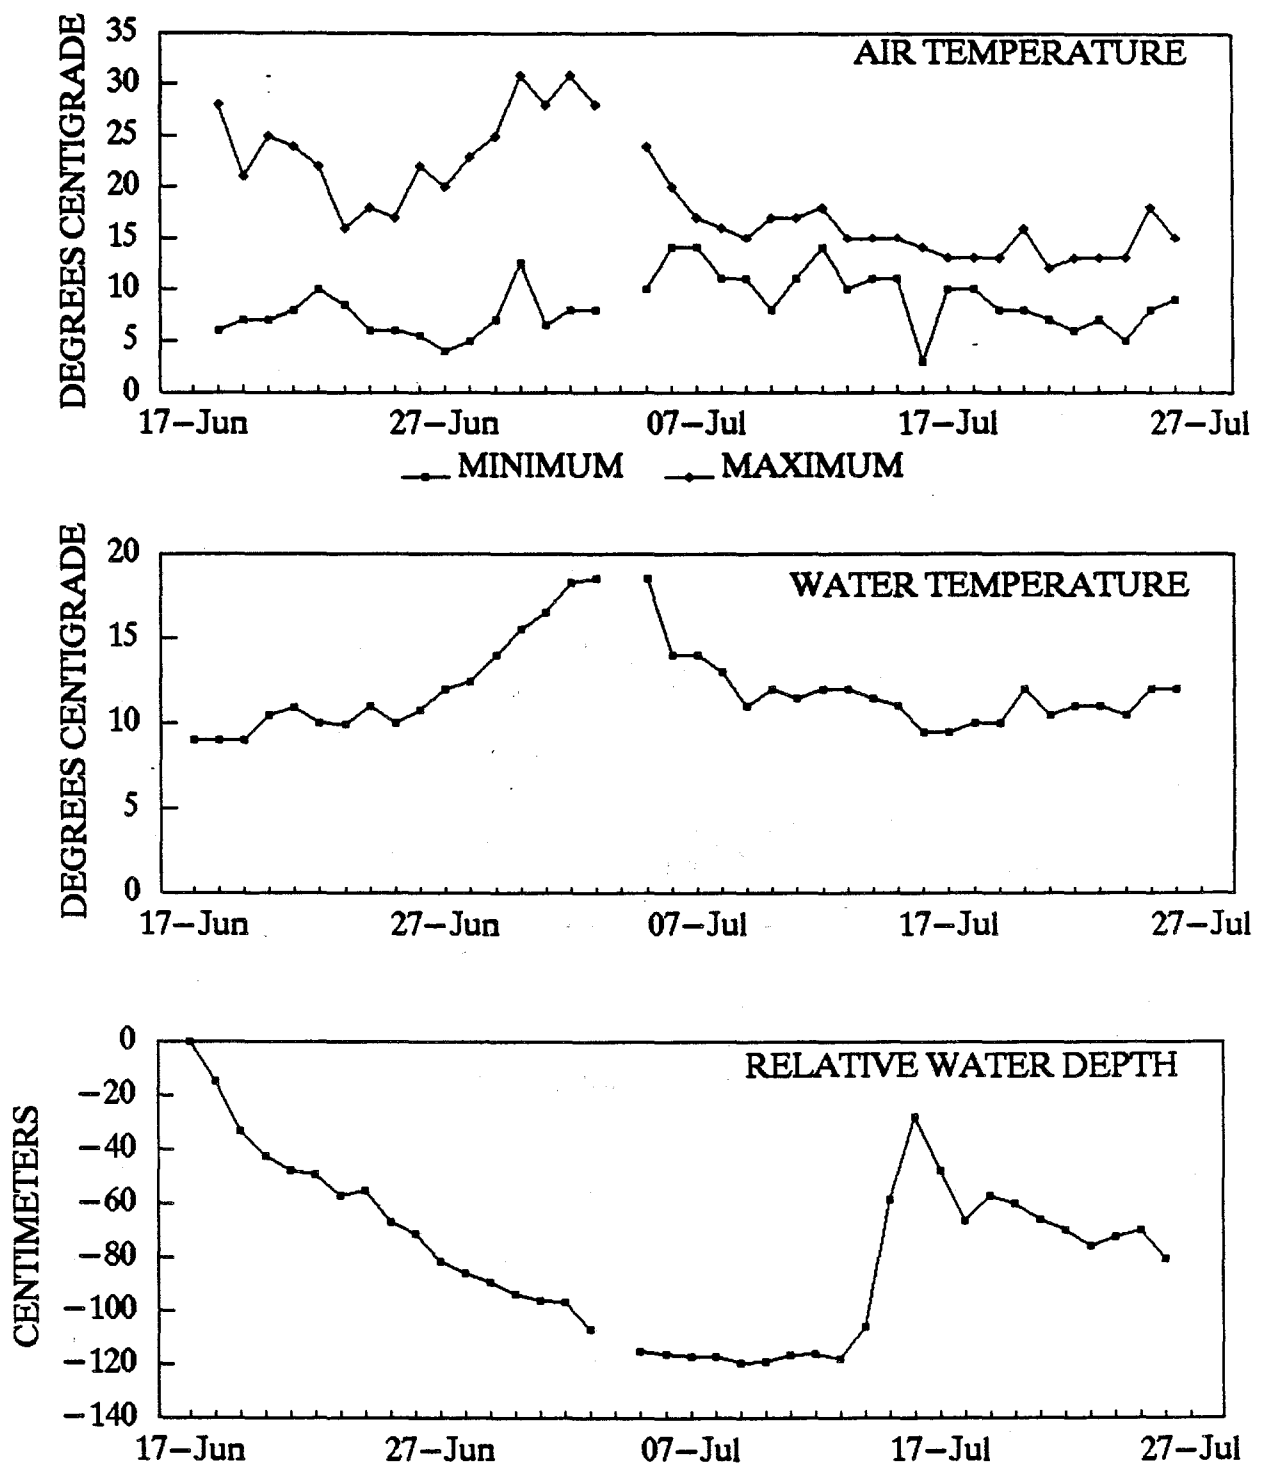 AIR TEMPERATURE
DEGREES CENTIGRADE
35
30
25
20
15
10
5
0
17-Jun 27-Jun 07-Jul 17-Jul 27-Jul
MINIMUM MAXIMUM
WATER TEMPERATURE
DEGREES CENTIGRADE
20
15
10
5
0
17-Jun 27-Jun 07-Jul 17-Jul 27-Jul
RELATIVE WATER DEPTH
CENTIMETERS
0
-20
-40
-60
-80
-100
-120
-140
17-Jun 27-Jun 07-Jul 17-Jul 27-Jul